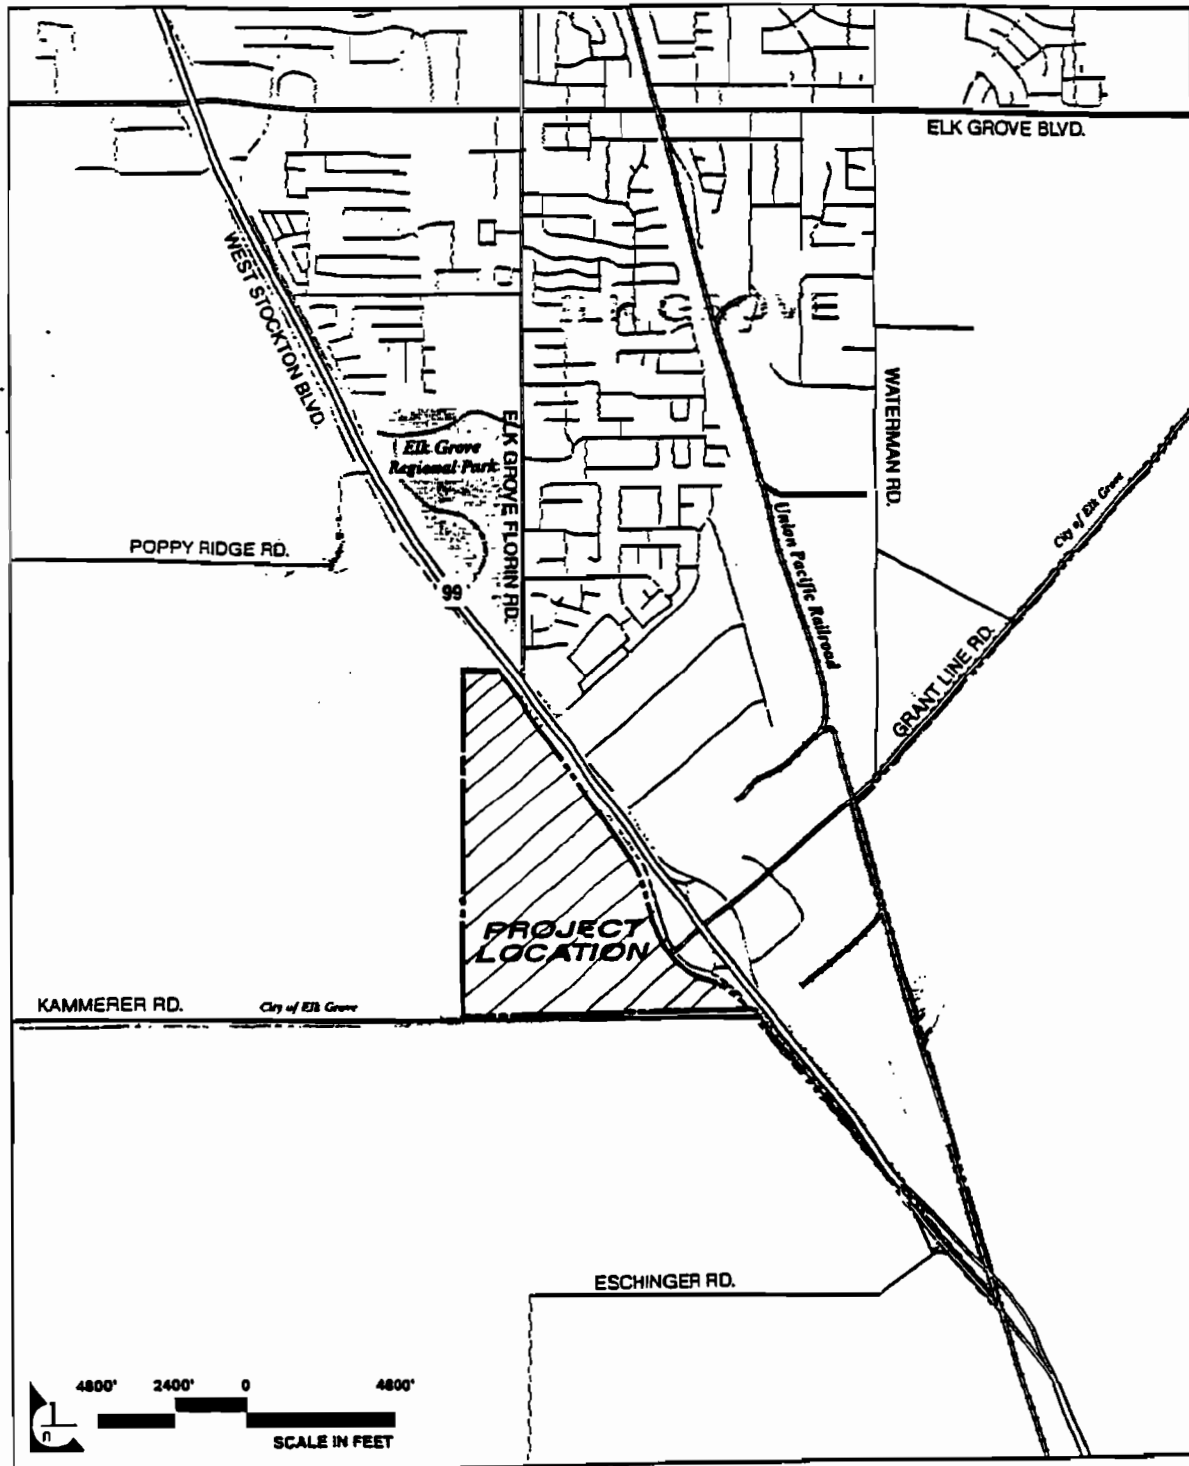 ELK GROVE BLVD.
WEST STOCKTON BLVD.
Elk Grove
Regional Park
ELK GROVE FLORIN RD.
WATERMAN RD.
City of Elk Grove
Union Pacific Railroad
POPPY RIDGE RD.
99
GRANT LINE RD.
PROJECT
LOCATION
KAMMERER RD.
City of Elk Grove
ESCHINGER RD.
4800' 2400' 0 4800'
n
SCALE IN FEET